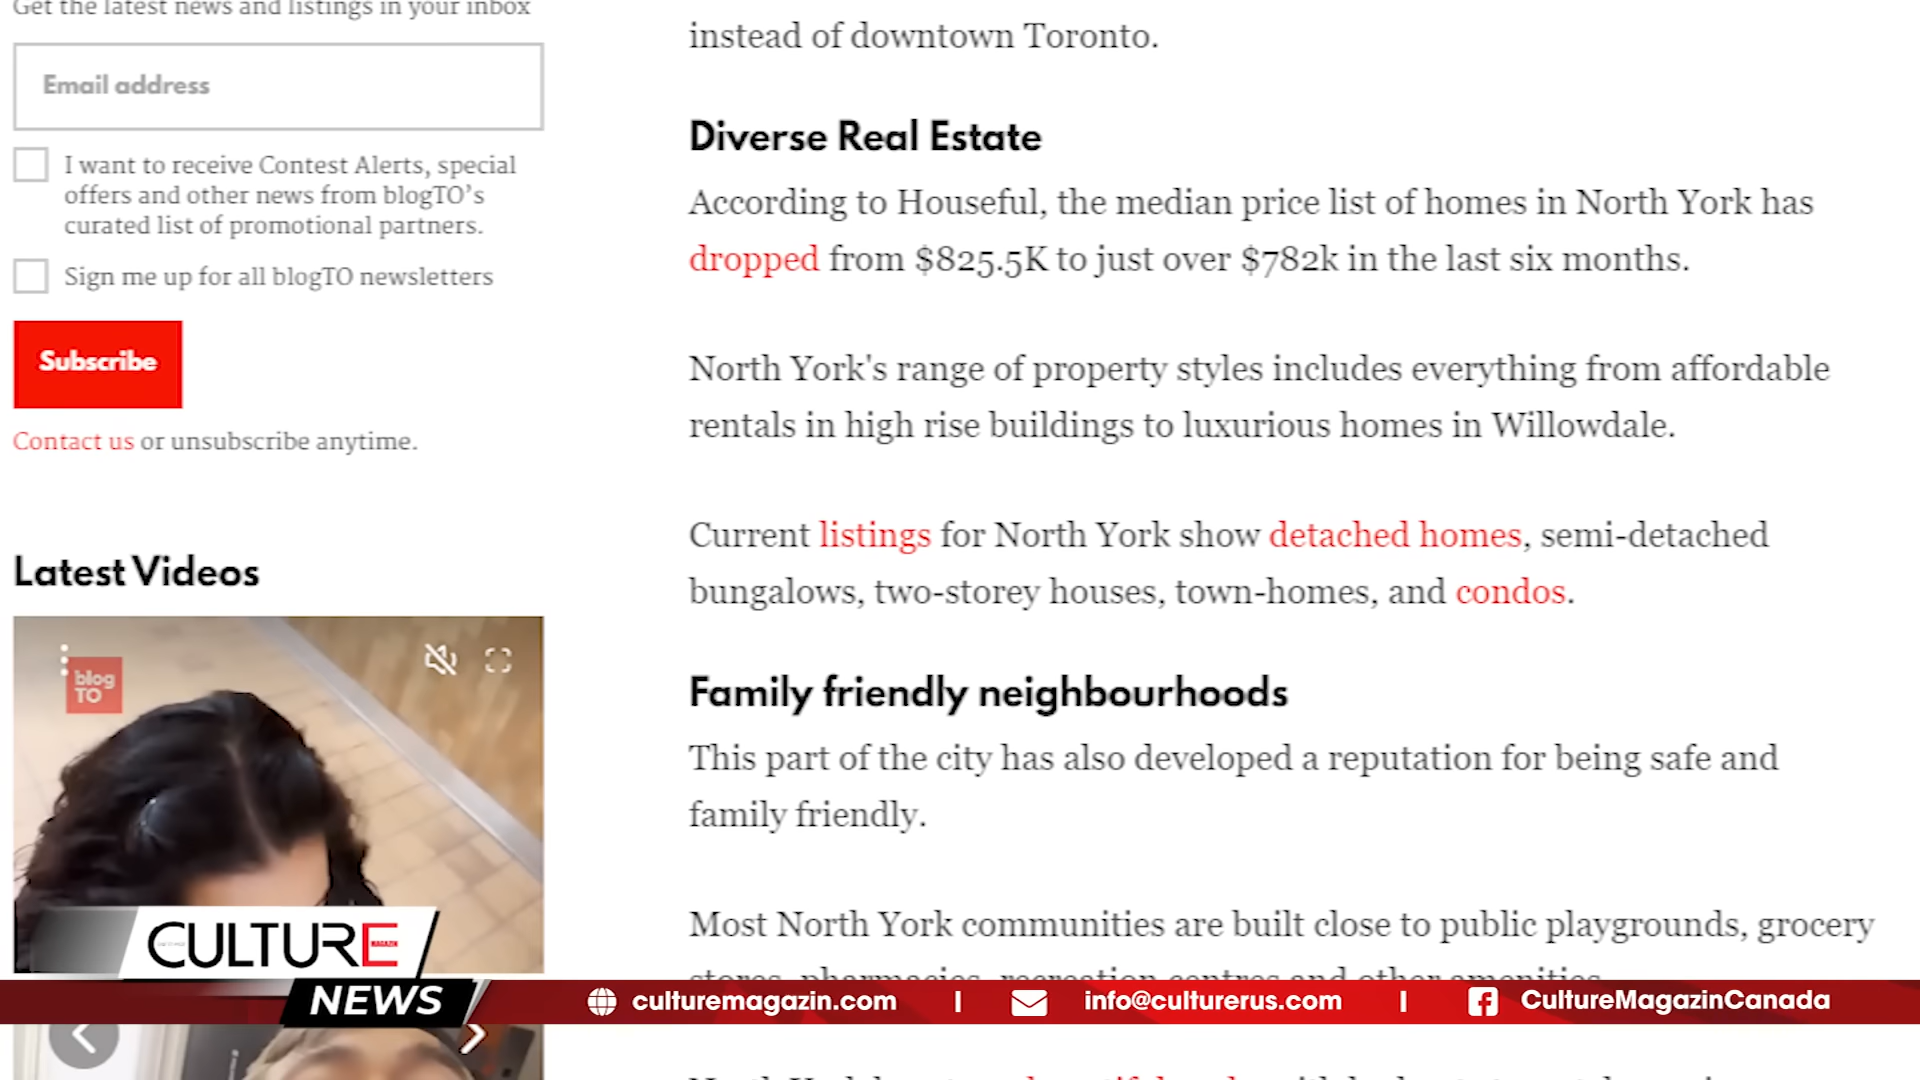 Get the latest news and listings in your inbox
Email address
I want to receive Contest Alerts, special
offers and other news from blogTO's
curated list of promotional partners.
Sign me up for all blogTO newsletters
Subscribe
Contact us or unsubscribe anytime.
Latest Videos
blog
TO
instead of downtown Toronto.
Diverse Real Estate
According to Houseful, the median price list of homes in North York has
dropped from $825.5K to just over $782k in the last six months.
North York's range of property styles includes everything from affordable
rentals in high rise buildings to luxurious homes in Willowdale.
Current listings for North York show detached homes, semi-detached
bungalows, two-storey houses, town-homes, and condos.
Family friendly neighbourhoods
This part of the city has also developed a reputation for being safe and
family friendly.
Most North York communities are built close to public playgrounds, grocery
stores, pharmacies, recreation centres and other amenities.
CULTURE
NEWS
culturemagazin.com | info@culturerus.com | CultureMagazinCanada